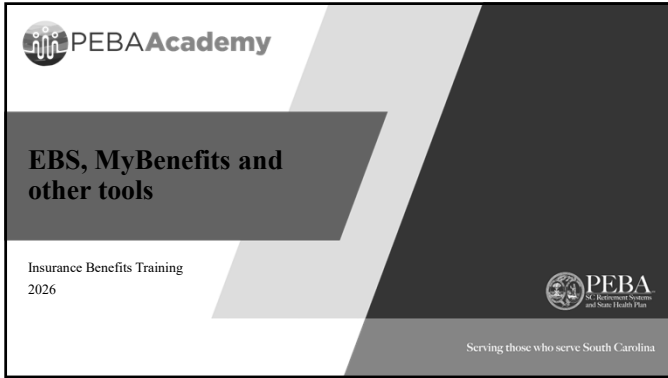 PEBAAcademy
EBS, MyBenefits and
other tools
Insurance Benefits Training
2026
PEBA
SC Retirement Systems
and State Health Plan
Serving those who serve South Carolina